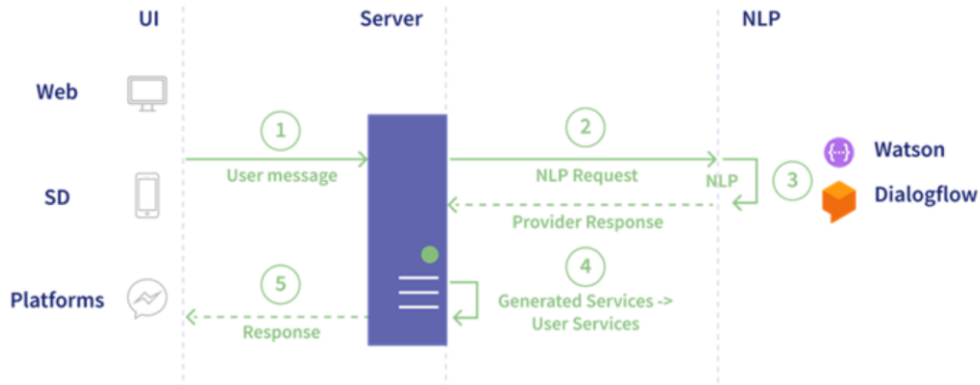 UI
Server
NLP
Web
1
2
User message
NLP Request
NLP
3
Watson
SD
Dialogflow
Provider Response
4
5
Platforms
Generated Services ->
User Services
Response
{--}